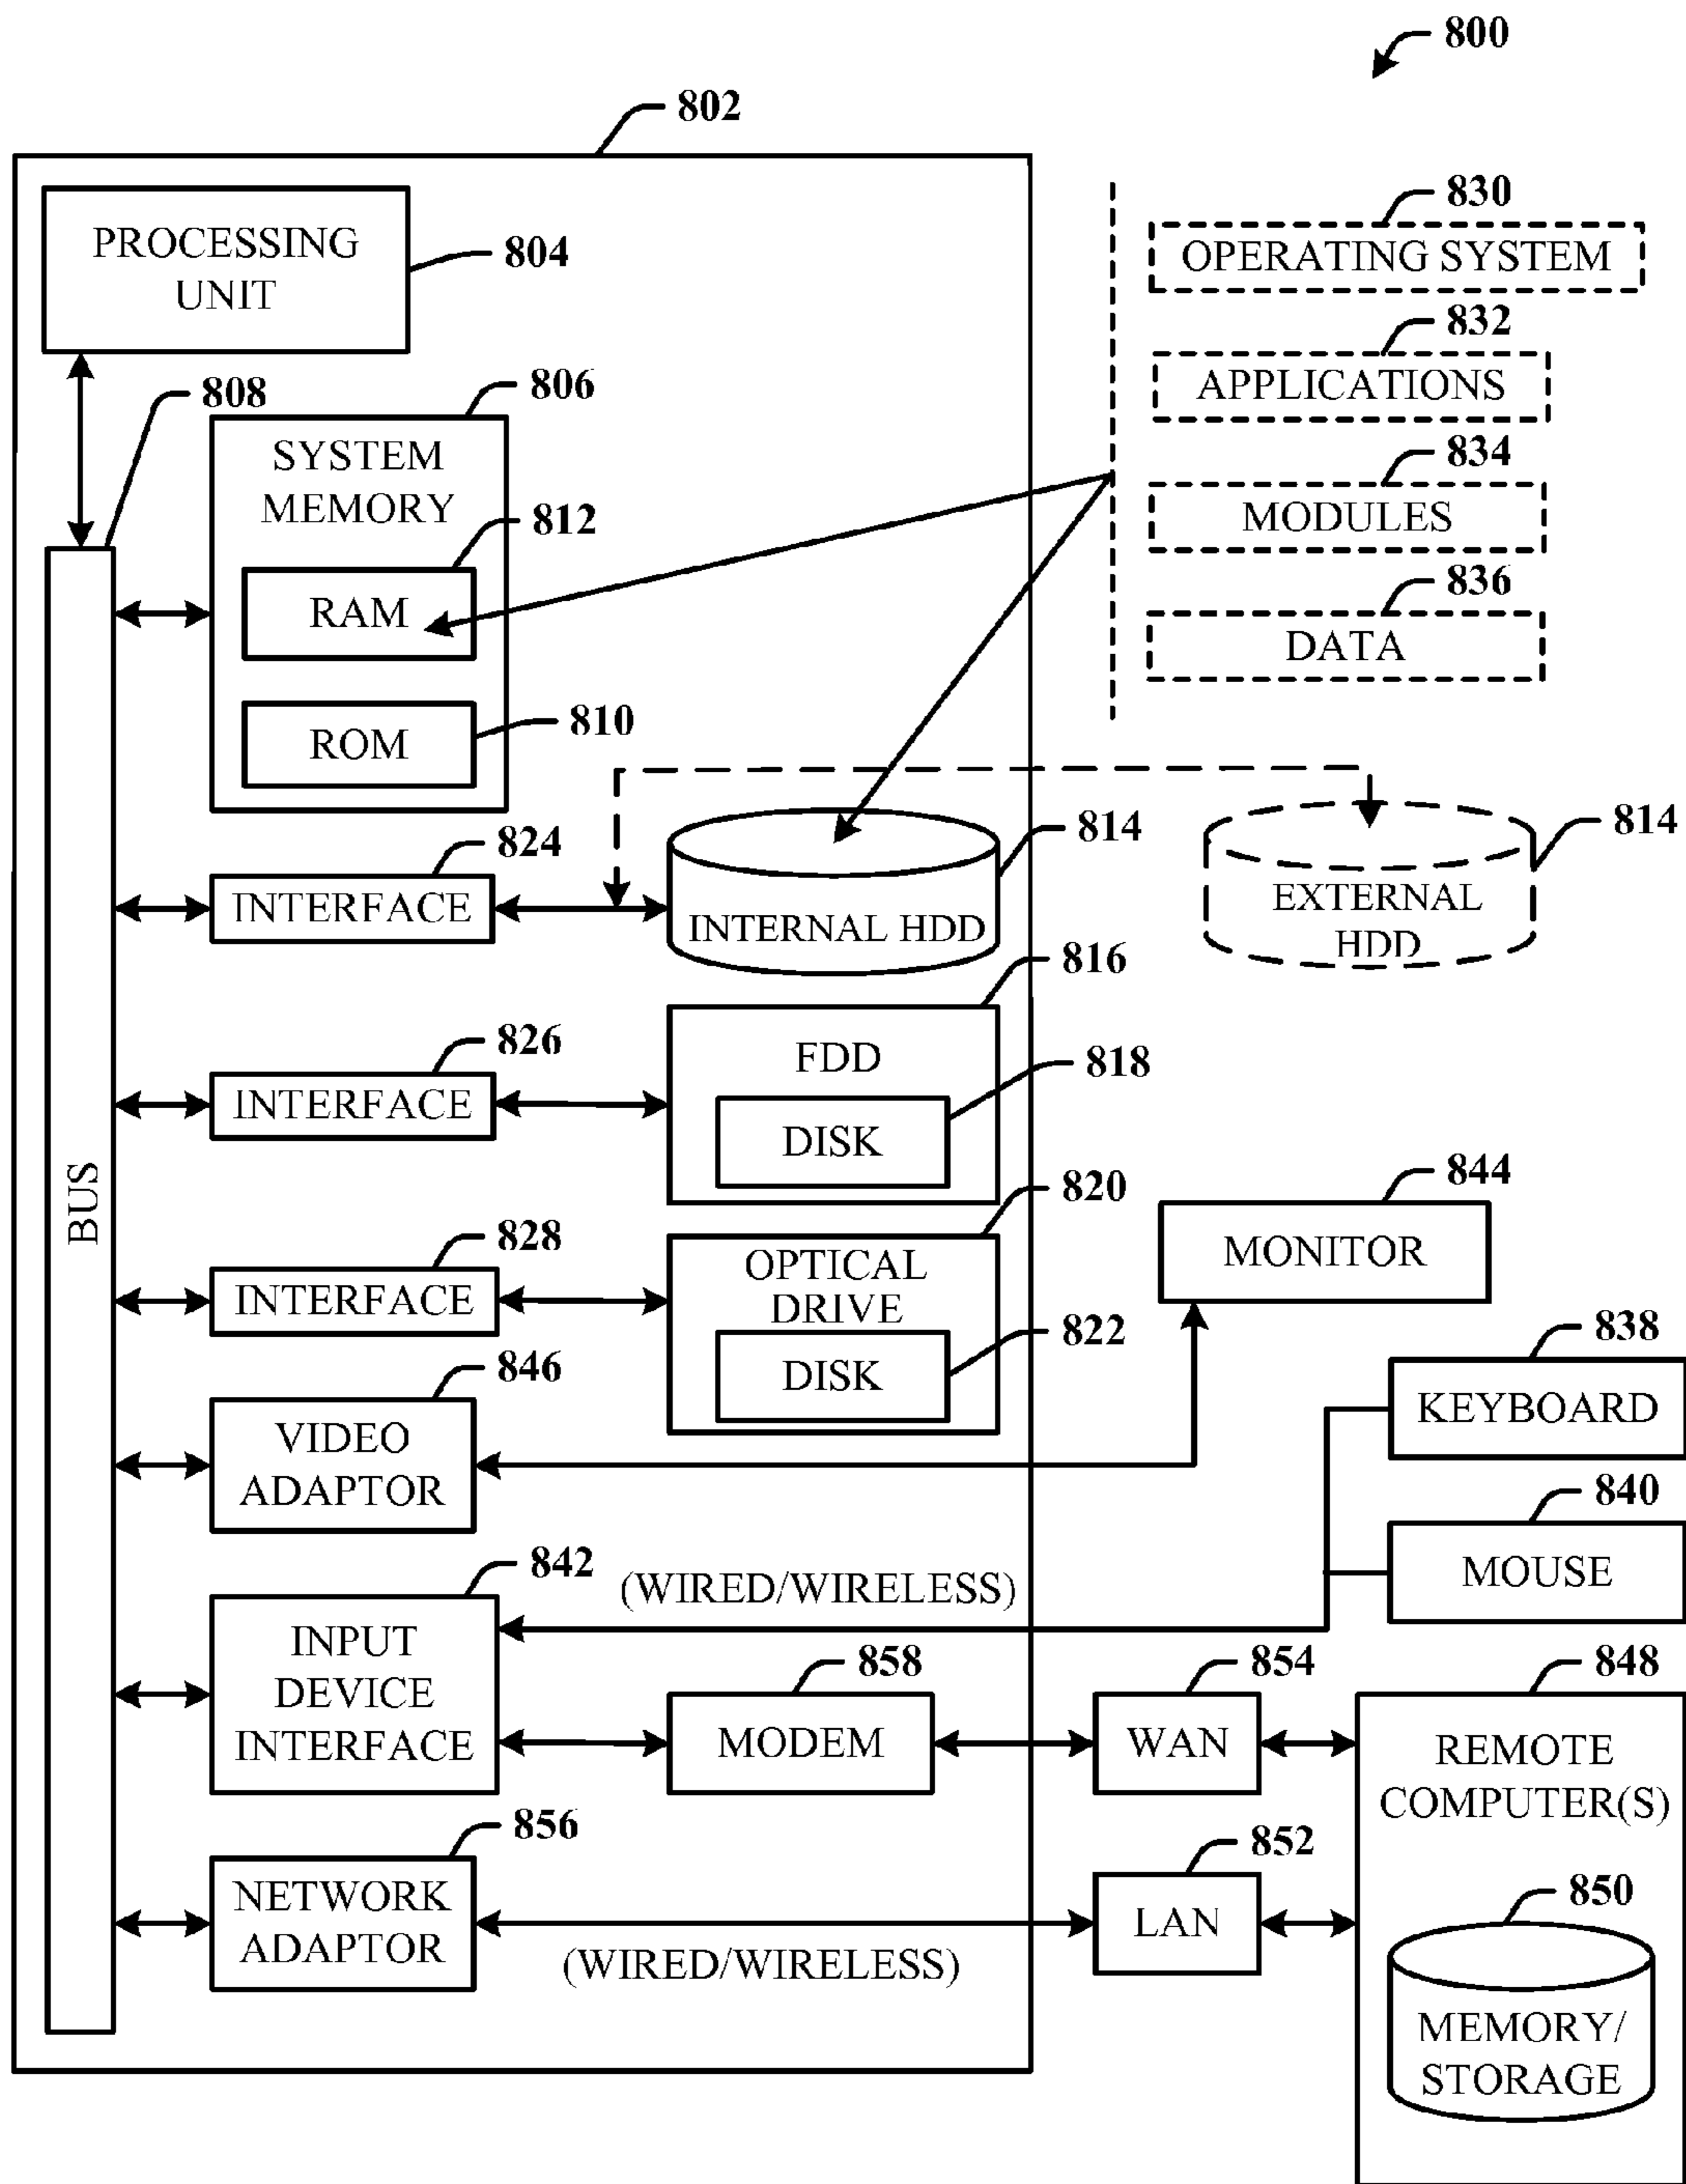 800
802
PROCESSING
UNIT
804
830
OPERATING SYSTEM
832
APPLICATIONS
834
MODULES
836
DATA
808
806
SYSTEM
MEMORY
812
RAM
810
ROM
BUS
824
INTERFACE
814
INTERNAL HDD
814
EXTERNAL
HDD
826
INTERFACE
816
FDD
818
DISK
828
INTERFACE
820
OPTICAL
DRIVE
822
DISK
844
MONITOR
846
VIDEO
ADAPTOR
838
KEYBOARD
840
MOUSE
842
INPUT
DEVICE
INTERFACE
(WIRED/WIRELESS)
858
MODEM
854
WAN
848
REMOTE
COMPUTER(S)
856
NETWORK
ADAPTOR
(WIRED/WIRELESS)
852
LAN
850
MEMORY/
STORAGE